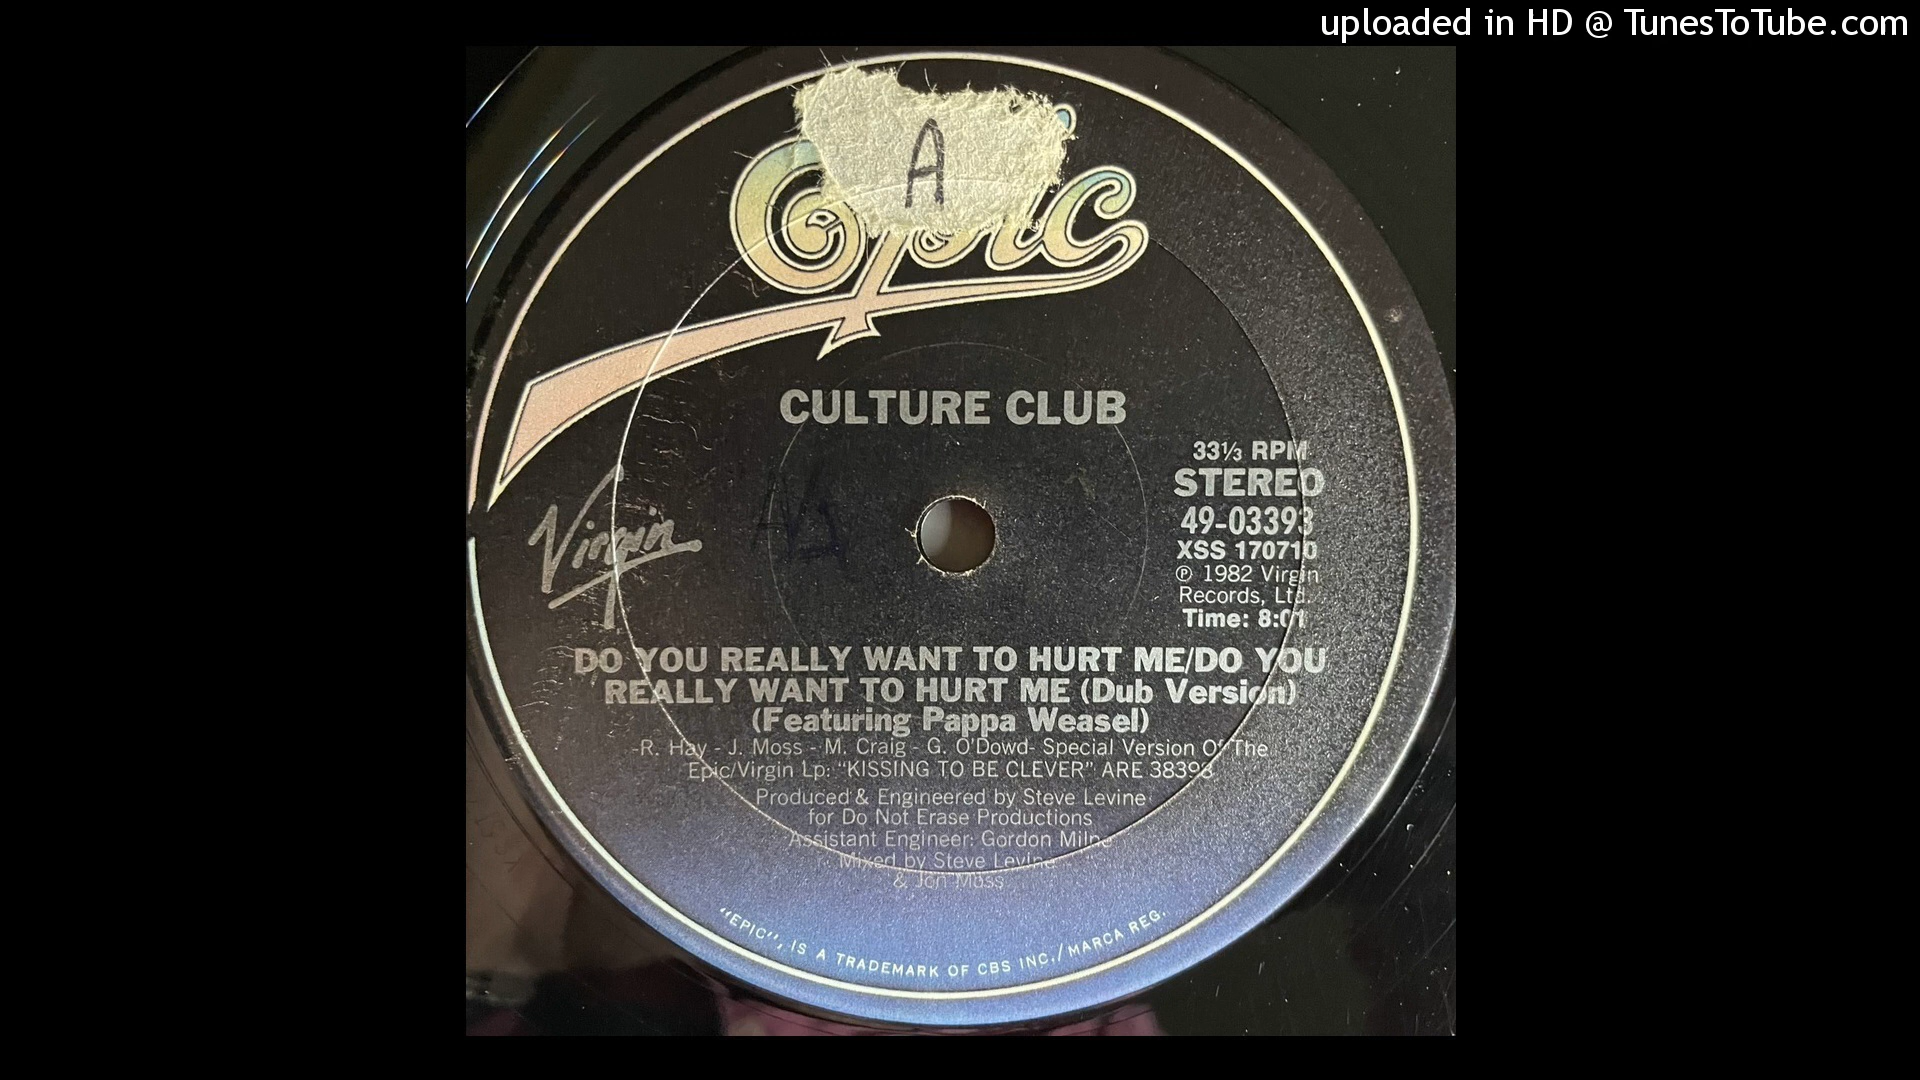 uploaded in HD @ TunesToTube.com
A
Epic
CULTURE CLUB
33⅓ RPM
STEREO
49-03393
XSS 170710
℗ 1982 Virgin
Records, Ltd.
Time: 8:01
Virgin
DO YOU REALLY WANT TO HURT ME/DO YOU
REALLY WANT TO HURT ME (Dub Version)
(Featuring Pappa Weasel)
-R. Hay - J. Moss - M. Craig - G. O'Dowd- Special Version Of The
Epic/Virgin Lp: "KISSING TO BE CLEVER" ARE 38398
Produced & Engineered by Steve Levine
for Do Not Erase Productions
Assistant Engineer: Gordon Milne
Mixed by Steve Levine
& Jon Moss
"EPIC", IS A TRADEMARK OF CBS INC./MARCA REG.